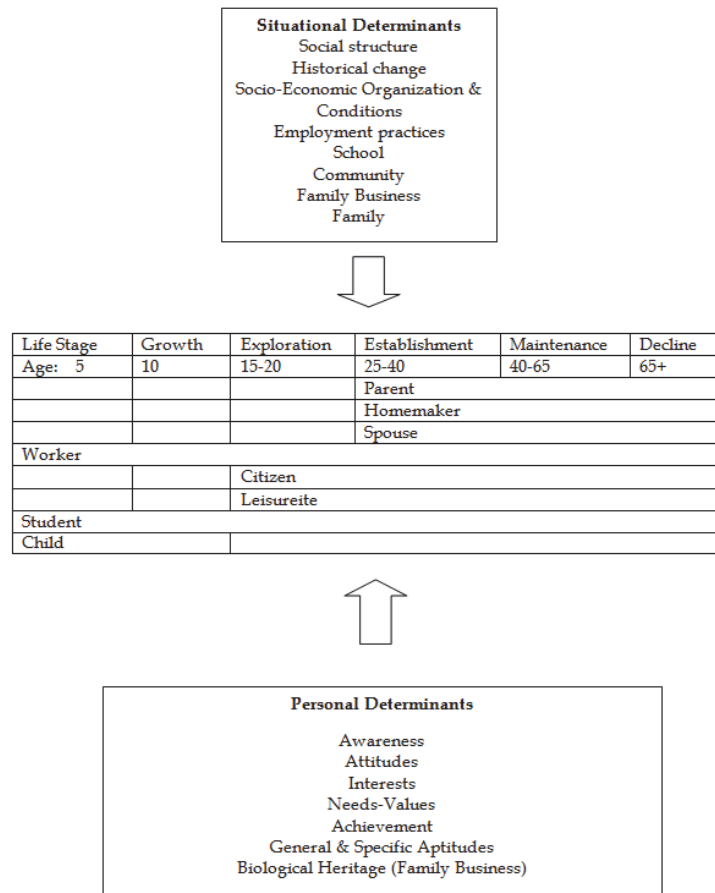 Situational Determinants
Social structure
Historical change
Socio-Economic Organization &
Conditions
Employment practices
School
Community
Family Business
Family
Life Stage Growth Exploration Establishment Maintenance Decline
Age: 5 10 15-20 25-40 40-65 65+
Parent
Homemaker
Spouse
Worker
Citizen
Leisureite
Student
Child
Personal Determinants
Awareness
Attitudes
Interests
Needs-Values
Achievement
General & Specific Aptitudes
Biological Heritage (Family Business)